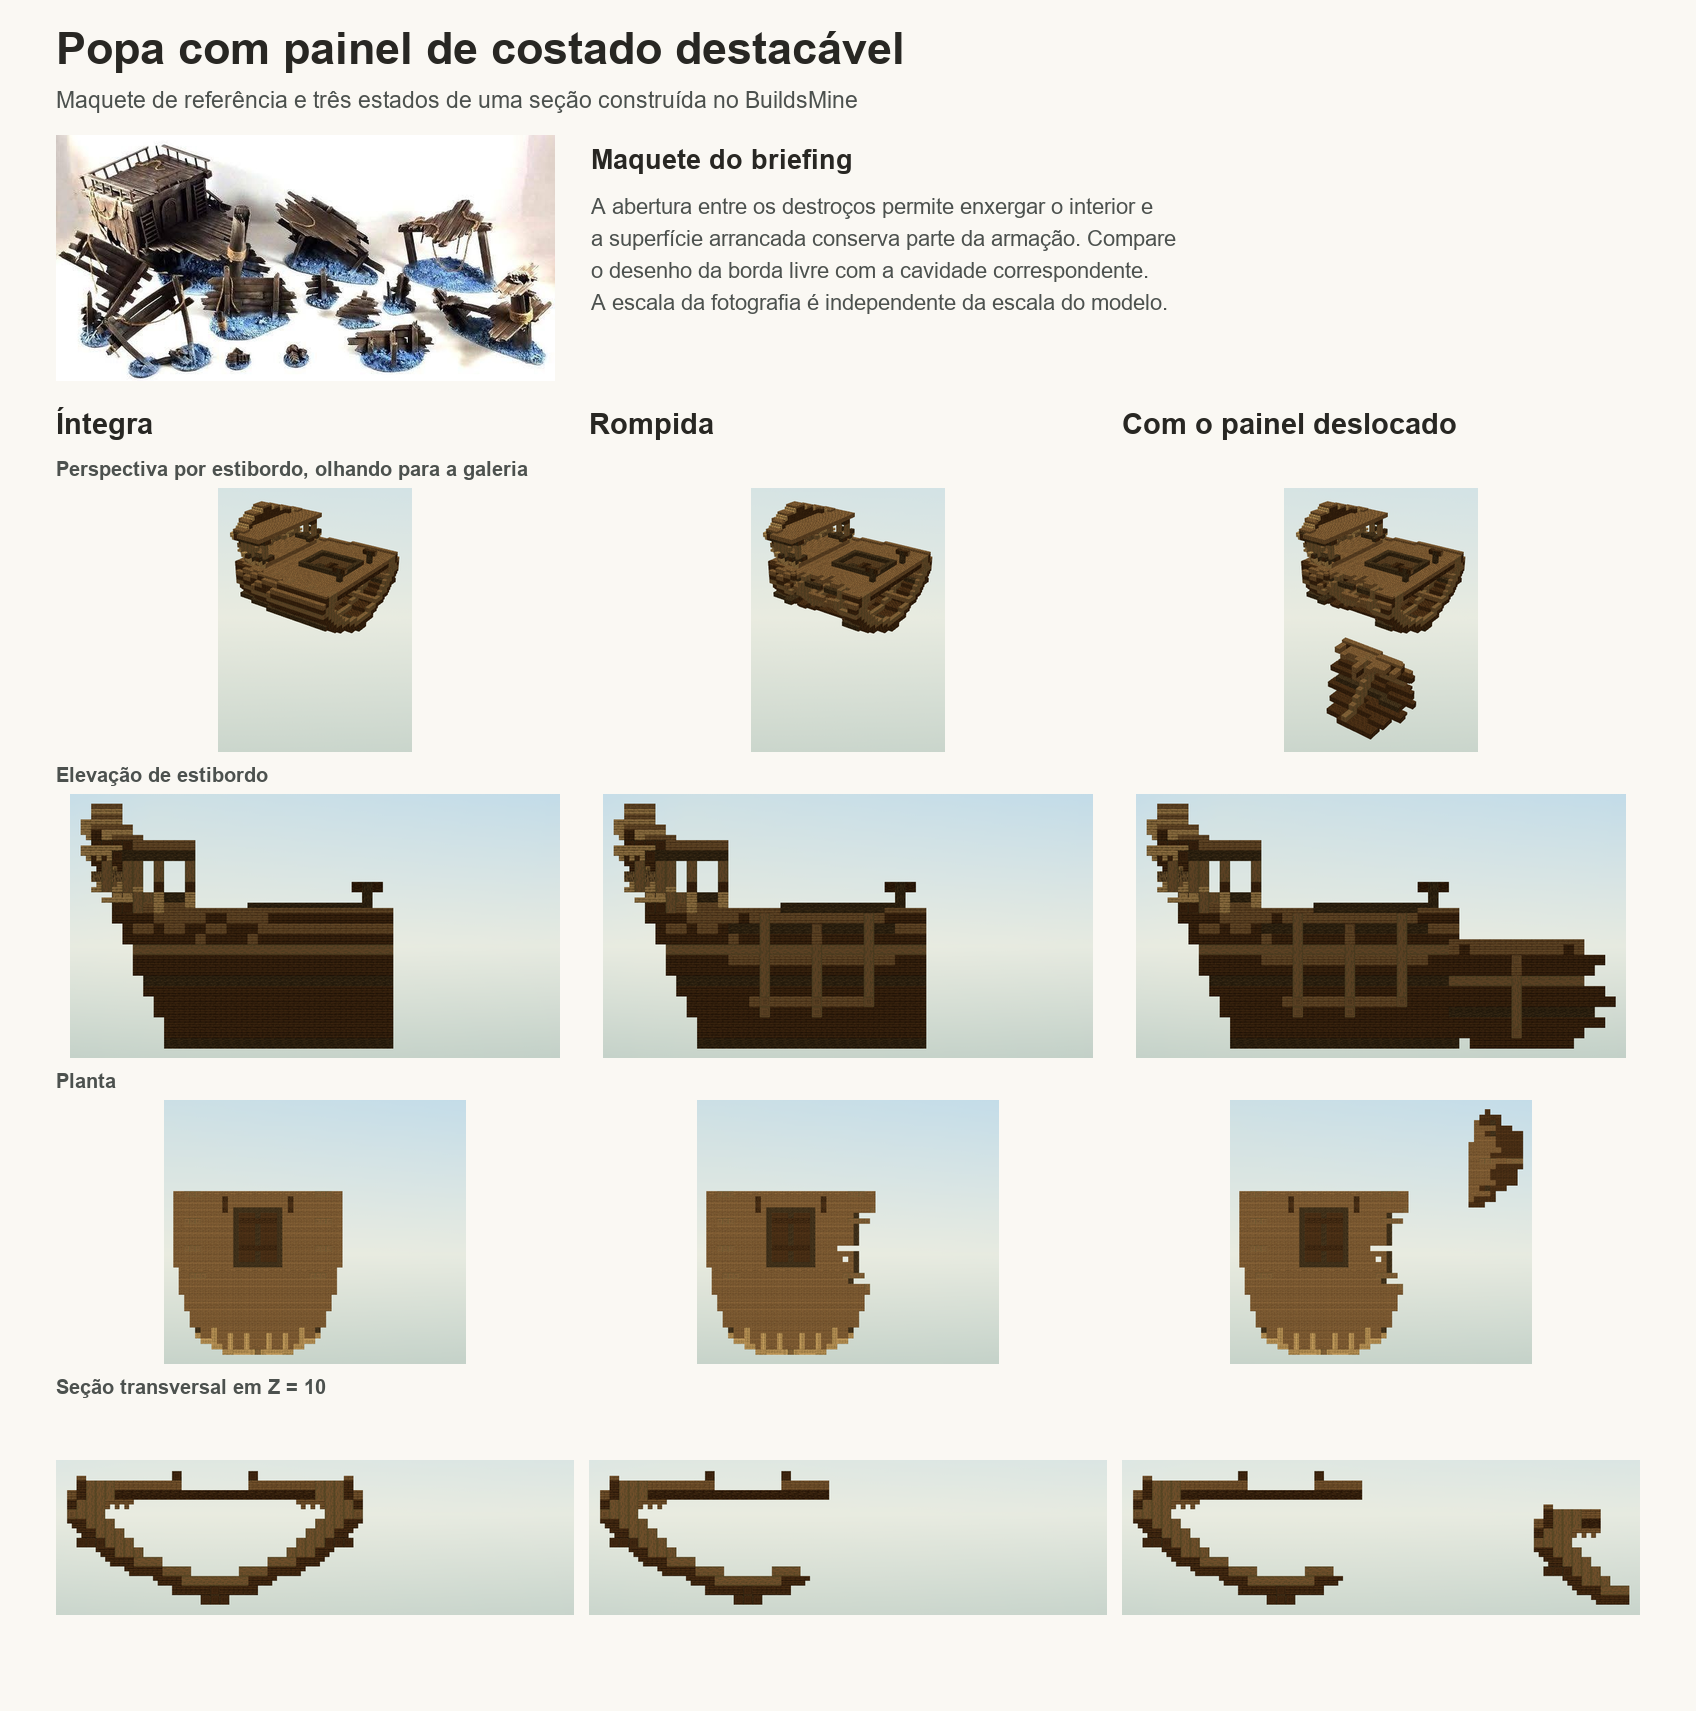 Popa com painel de costado destacável
Maquete de referência e três estados de uma seção construída no BuildsMine
Maquete do briefing
A abertura entre os destroços permite enxergar o interior e
a superfície arrancada conserva parte da armação. Compare
o desenho da borda livre com a cavidade correspondente.
A escala da fotografia é independente da escala do modelo.
Íntegra
Rompida
Com o painel deslocado
Perspectiva por estibordo, olhando para a galeria
Elevação de estibordo
Planta
Seção transversal em Z = 10